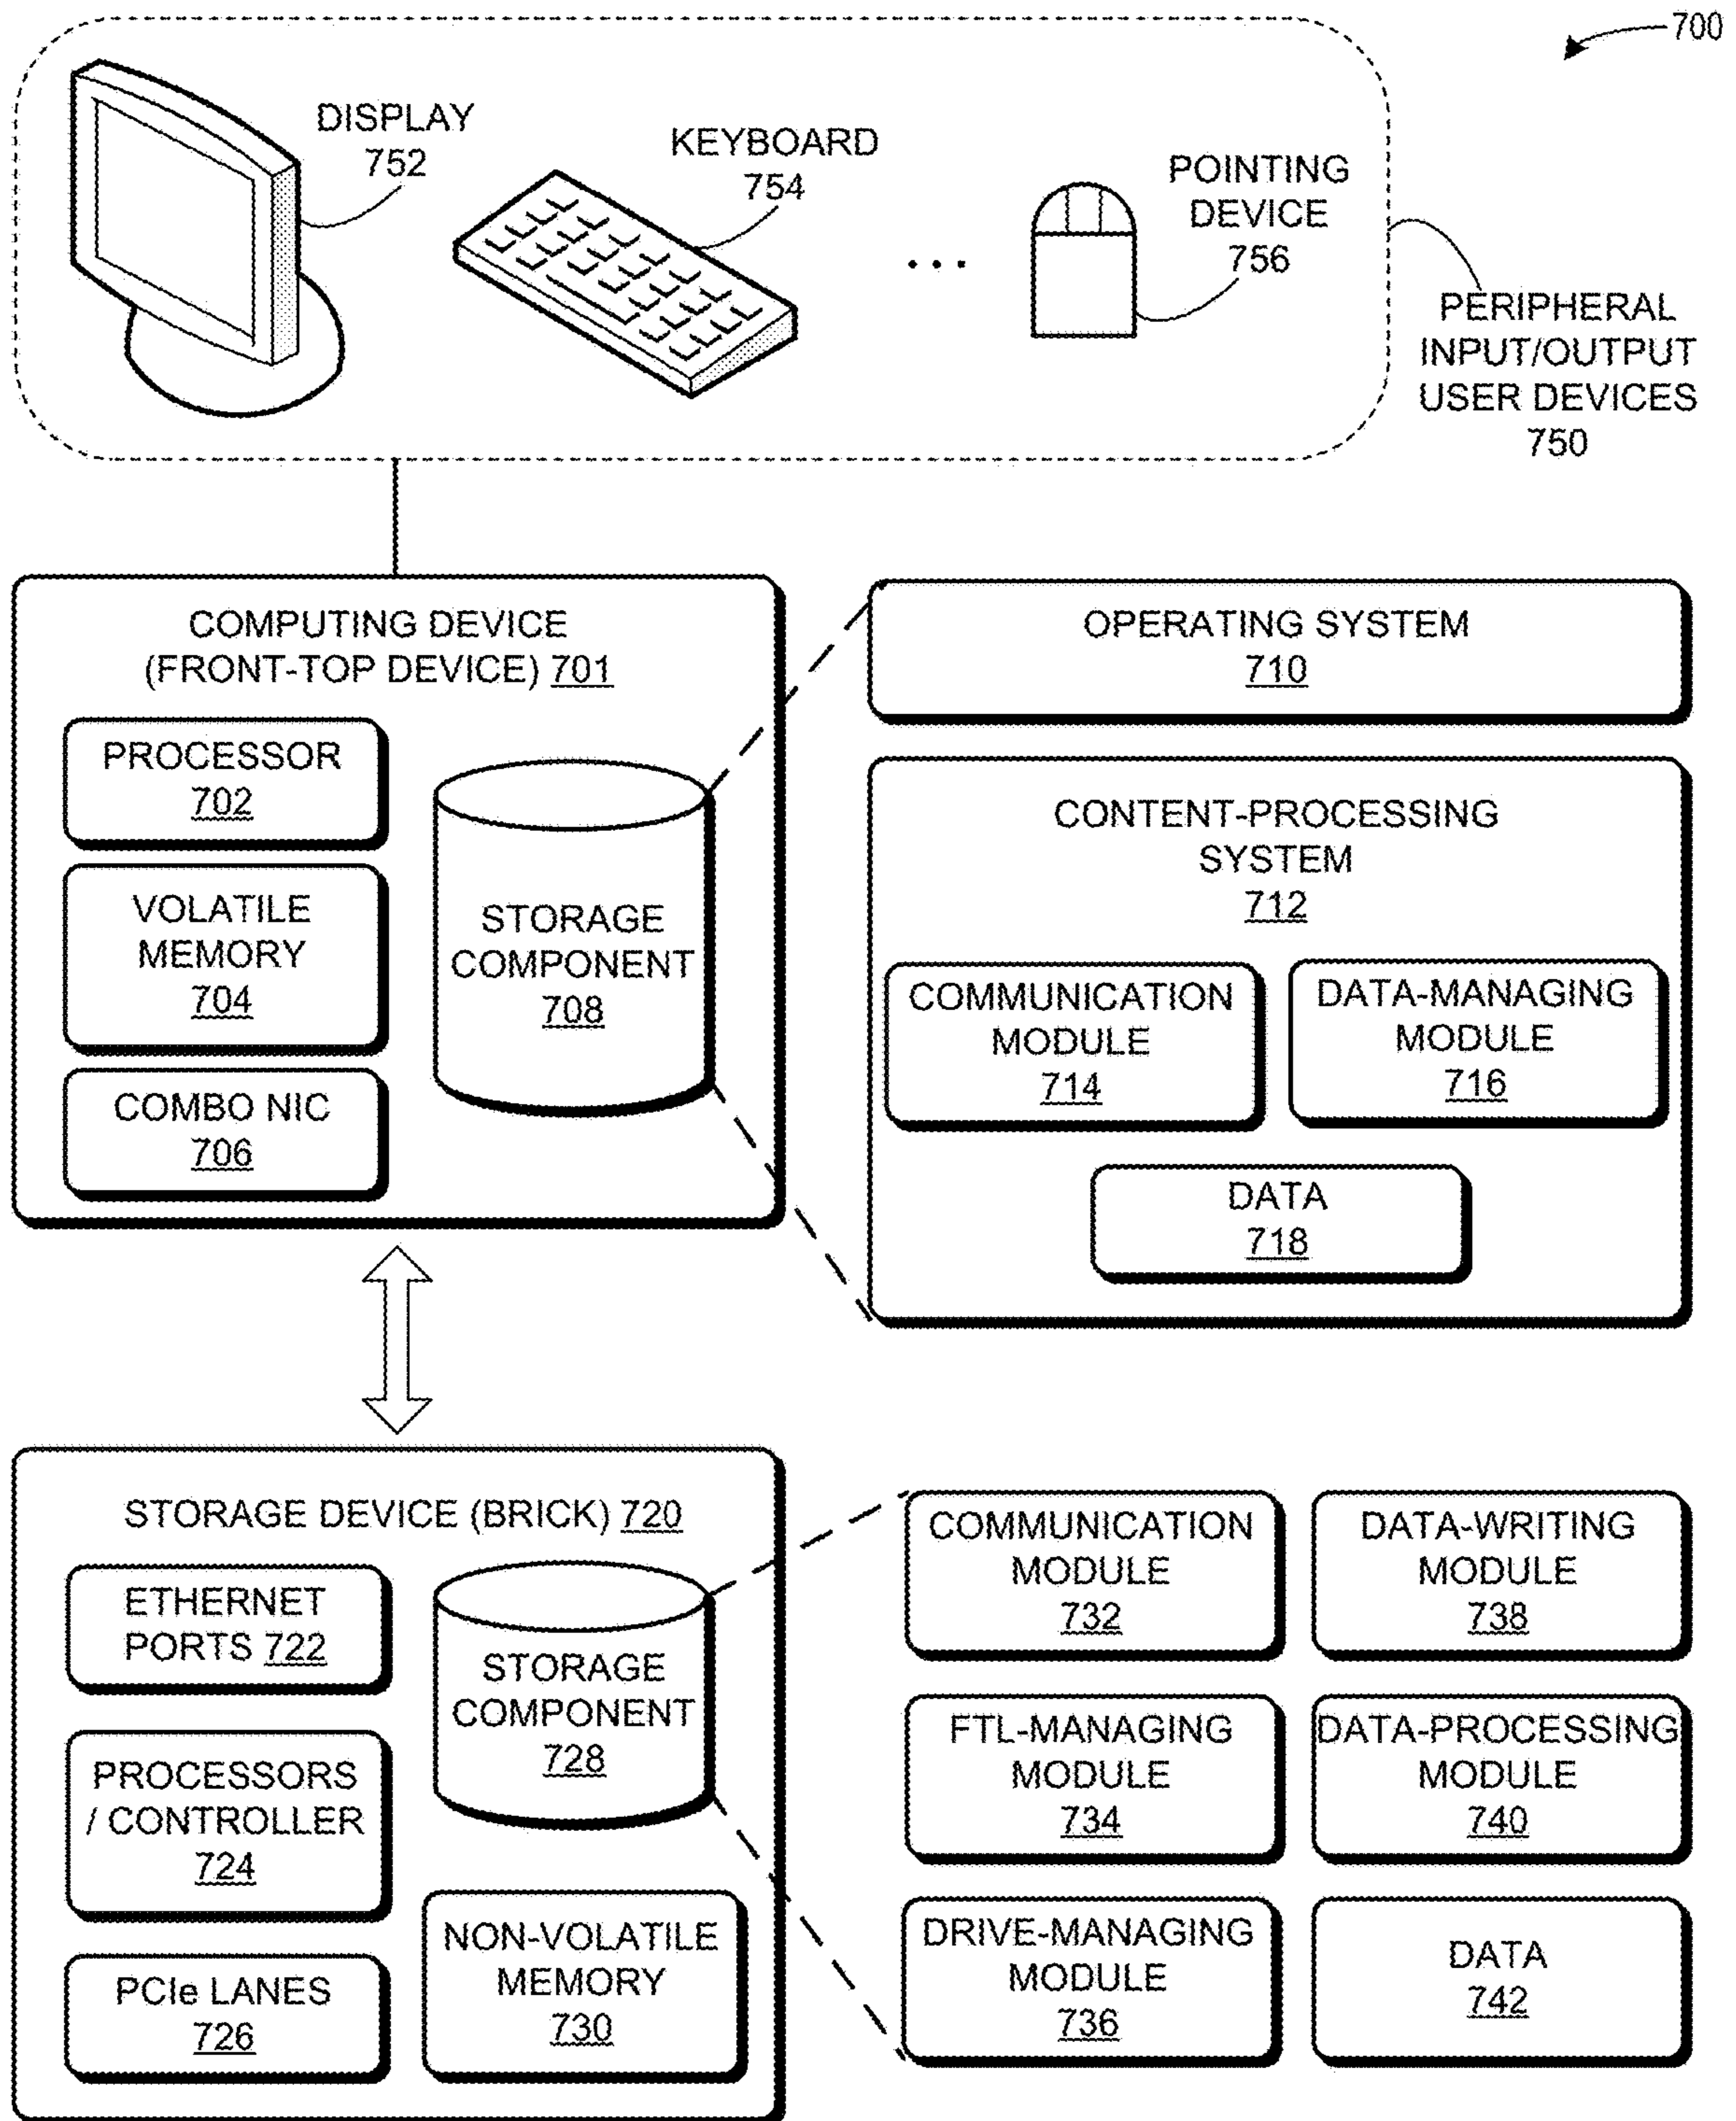 700
DISPLAY
752
KEYBOARD
754
POINTING
DEVICE
756
...
PERIPHERAL
INPUT/OUTPUT
USER DEVICES
750
COMPUTING DEVICE
(FRONT-TOP DEVICE) 701
PROCESSOR
702
VOLATILE
MEMORY
704
COMBO NIC
706
STORAGE
COMPONENT
708
OPERATING SYSTEM
710
CONTENT-PROCESSING
SYSTEM
712
COMMUNICATION
MODULE
714
DATA-MANAGING
MODULE
716
DATA
718
STORAGE DEVICE (BRICK) 720
ETHERNET
PORTS 722
PROCESSORS
/ CONTROLLER
724
PCIe LANES
726
STORAGE
COMPONENT
728
NON-VOLATILE
MEMORY
730
COMMUNICATION
MODULE
732
DATA-WRITING
MODULE
738
FTL-MANAGING
MODULE
734
DATA-PROCESSING
MODULE
740
DRIVE-MANAGING
MODULE
736
DATA
742